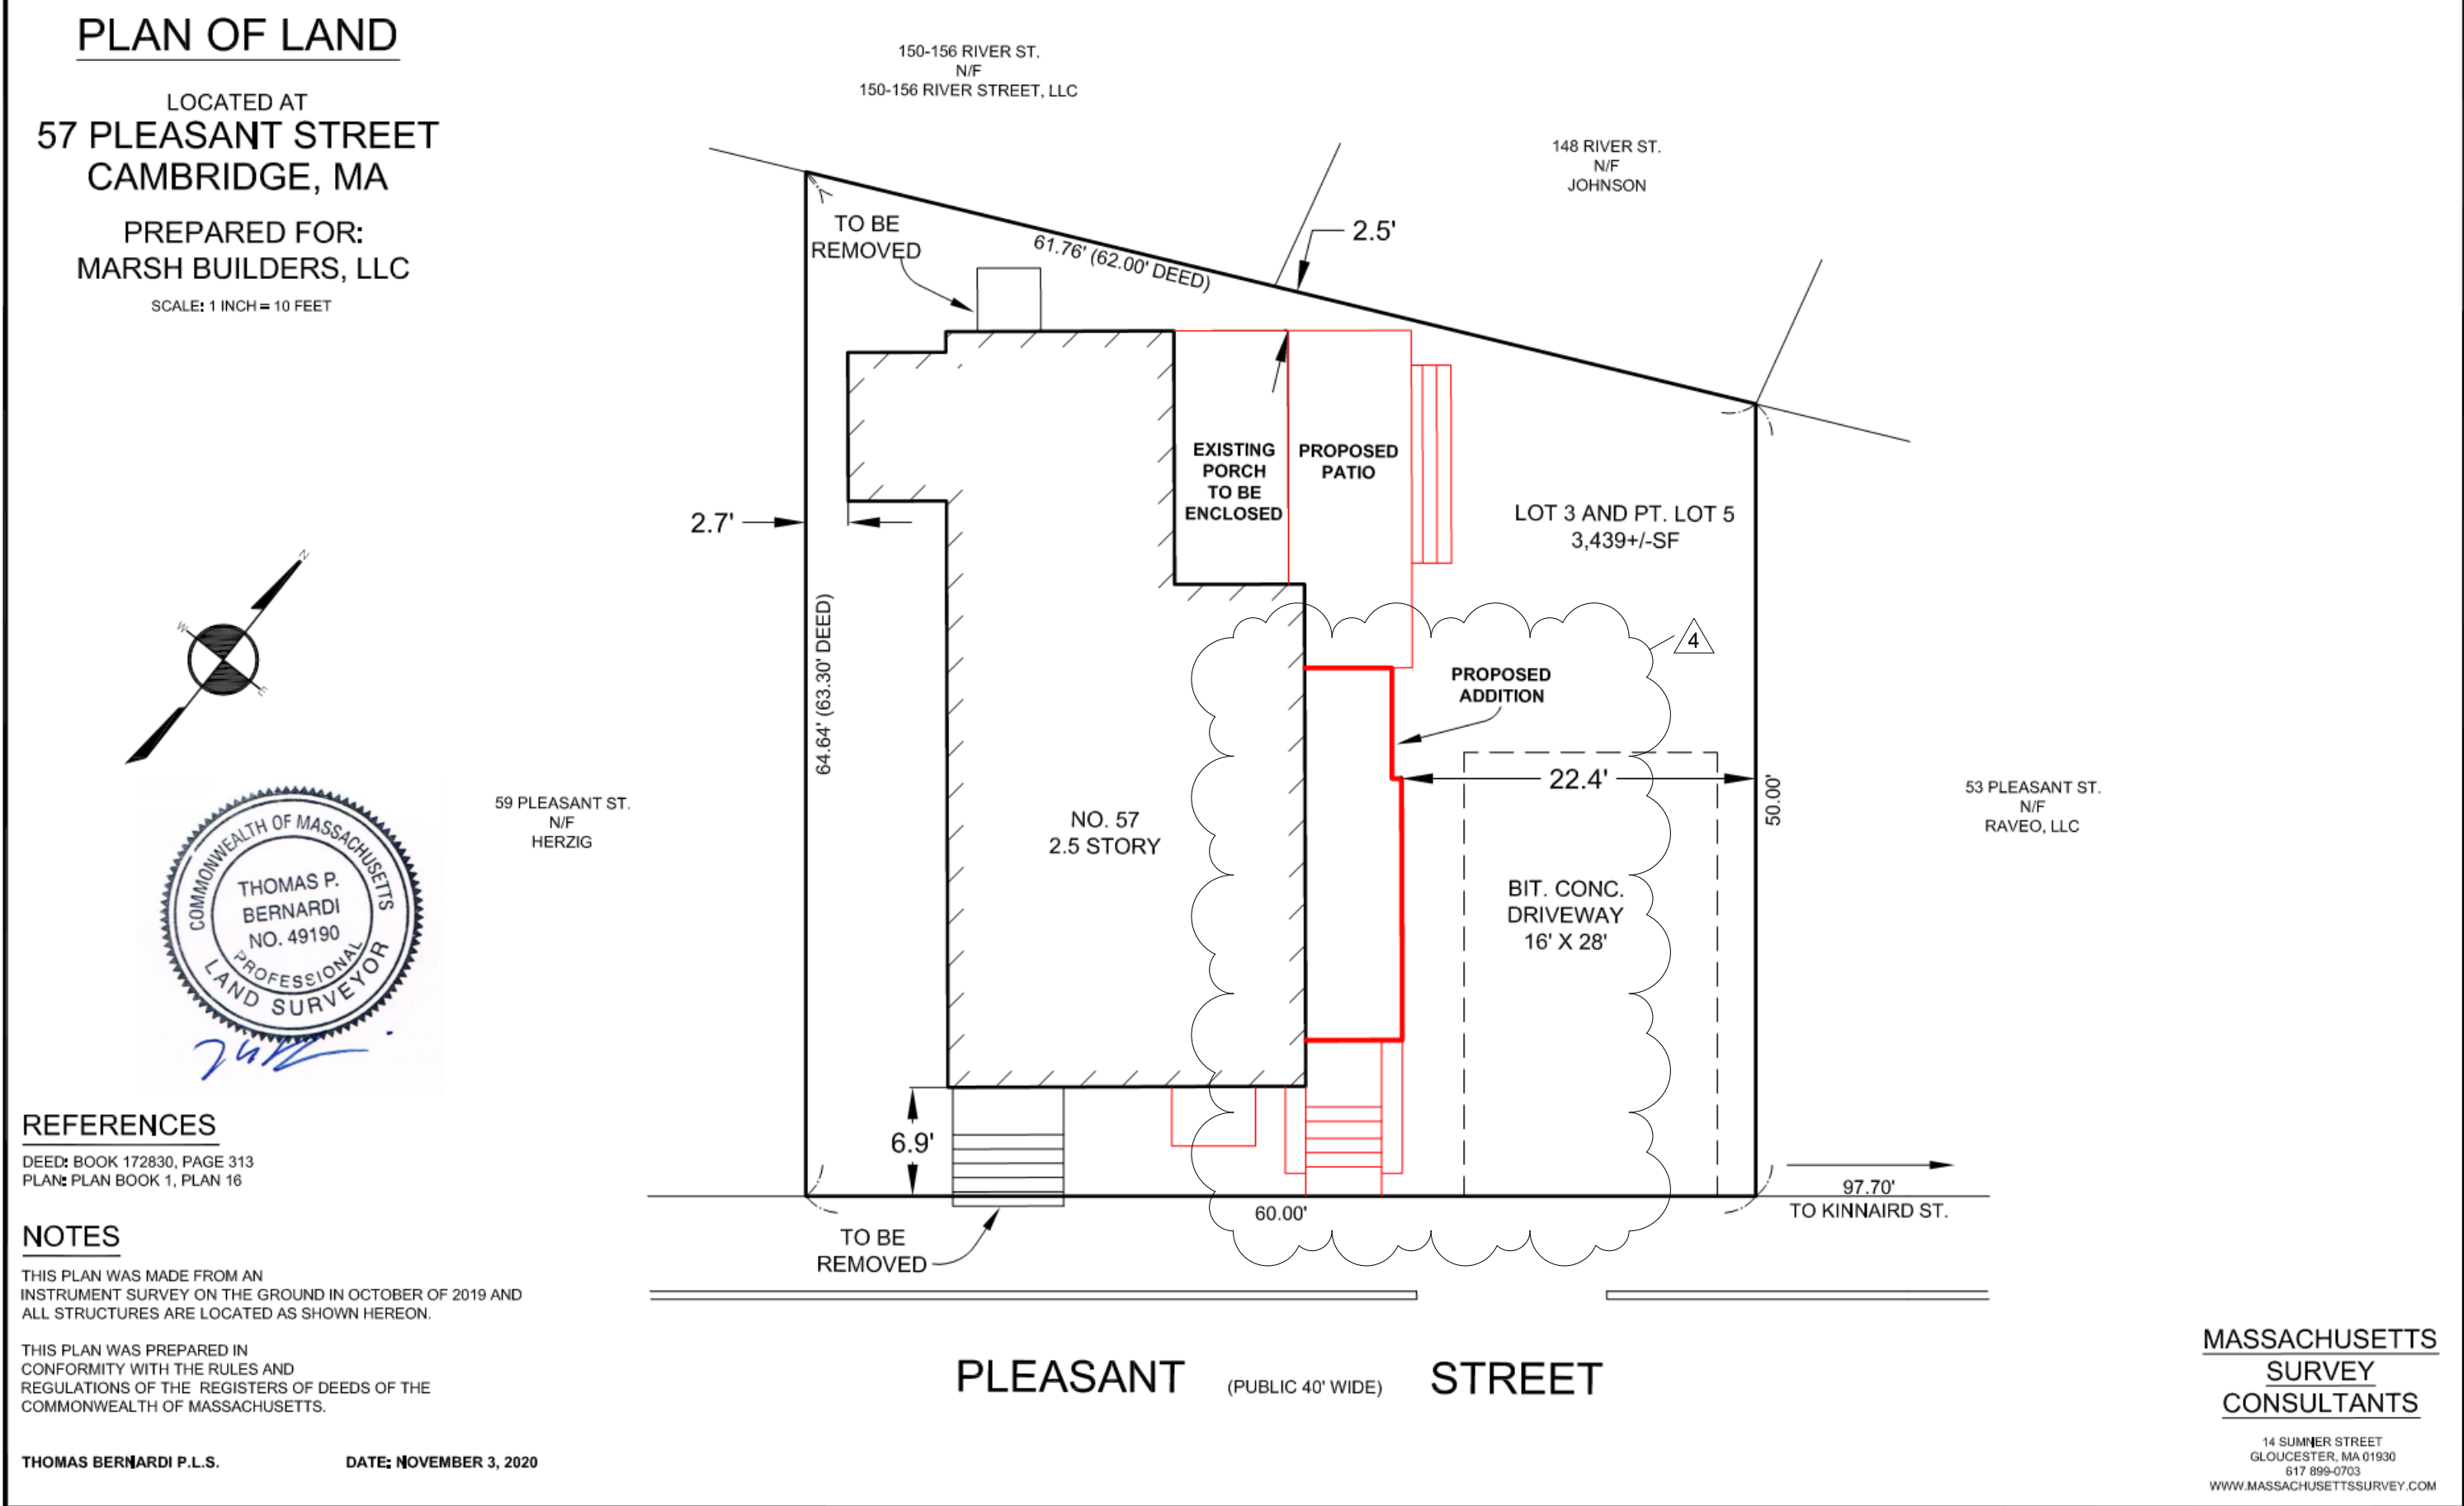 PLAN OF LAND
LOCATED AT
57 PLEASANT STREET
CAMBRIDGE, MA
PREPARED FOR:
MARSH BUILDERS, LLC
SCALE: 1 INCH = 10 FEET
150-156 RIVER ST.
N/F
150-156 RIVER STREET, LLC
148 RIVER ST.
N/F
JOHNSON
TO BE
REMOVED
61.76' (62.00' DEED)
2.5'
EXISTING
PORCH
TO BE
ENCLOSED
PROPOSED
PATIO
2.7'
LOT 3 AND PT. LOT 5
3,439+/-SF
N
W
E
64.64' (63.30' DEED)
4
PROPOSED
ADDITION
22.4'
50.00'
59 PLEASANT ST.
N/F
HERZIG
NO. 57
2.5 STORY
53 PLEASANT ST.
N/F
RAVEO, LLC
BIT. CONC.
DRIVEWAY
16' X 28'
COMMONWEALTH OF MASSACHUSETTS
THOMAS P.
BERNARDI
NO. 49190
PROFESSIONAL
LAND SURVEYOR
6.9'
60.00'
97.70'
TO KINNAIRD ST.
TO BE
REMOVED
REFERENCES
DEED: BOOK 172830, PAGE 313
PLAN: PLAN BOOK 1, PLAN 16
NOTES
THIS PLAN WAS MADE FROM AN
INSTRUMENT SURVEY ON THE GROUND IN OCTOBER OF 2019 AND
ALL STRUCTURES ARE LOCATED AS SHOWN HEREON.
THIS PLAN WAS PREPARED IN
CONFORMITY WITH THE RULES AND
REGULATIONS OF THE REGISTERS OF DEEDS OF THE
COMMONWEALTH OF MASSACHUSETTS.
THOMAS BERNARDI P.L.S. DATE: NOVEMBER 3, 2020
PLEASANT (PUBLIC 40' WIDE) STREET
MASSACHUSETTS
SURVEY
CONSULTANTS
14 SUMNER STREET
GLOUCESTER, MA 01930
617 899-0703
WWW.MASSACHUSETTSSURVEY.COM